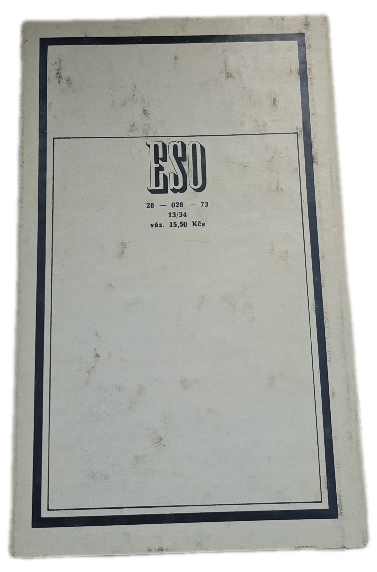 ESO
28 — 028 — 73
13/34
váz. 15,50 Kčs